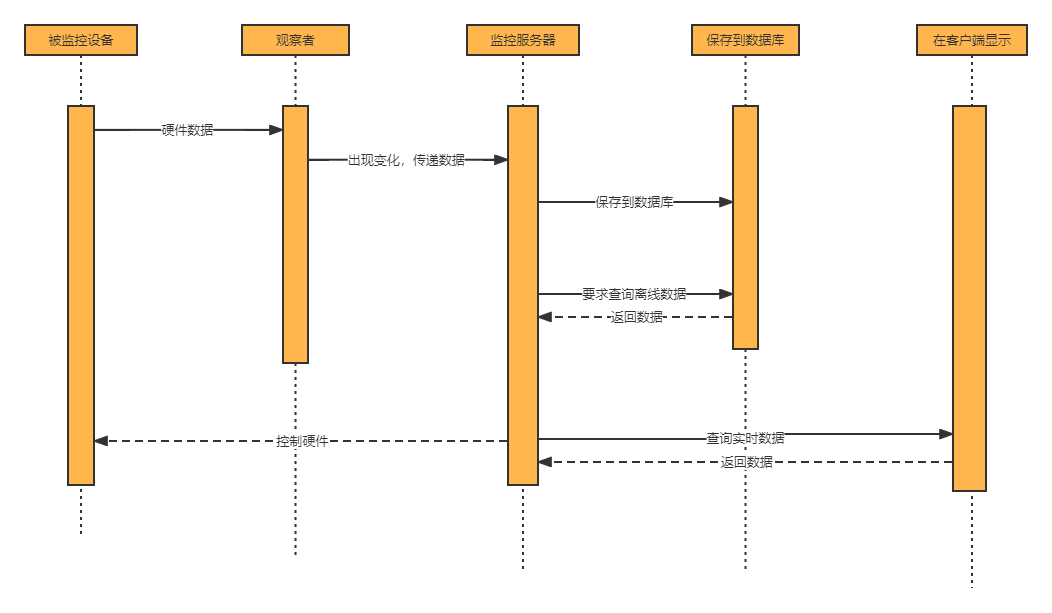 被监控设备
观察者
监控服务器
保存到数据库
在客户端显示
硬件数据
出现变化，传递数据
保存到数据库
要求查询离线数据
返回数据
控制硬件
查询实时数据
返回数据